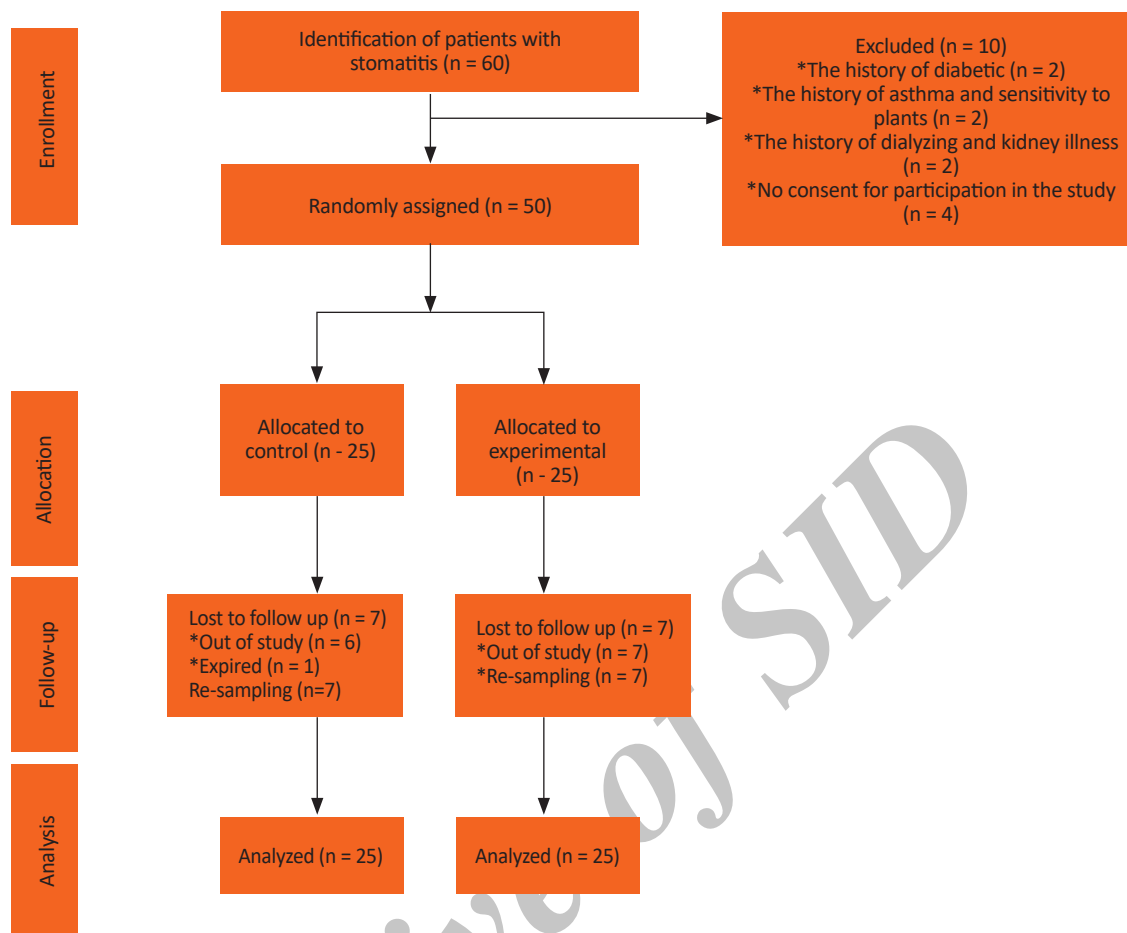 Enrollment
Identification of patients with
stomatitis (n = 60)
Excluded (n = 10)
*The history of diabetic (n = 2)
*The history of asthma and sensitivity to
plants (n = 2)
*The history of dialyzing and kidney illness
(n = 2)
*No consent for participation in the study
(n = 4)
Randomly assigned (n = 50)
Allocation
Allocated to
control (n - 25)
Allocated to
experimental
(n - 25)
Follow-up
Lost to follow up (n = 7)
*Out of study (n = 6)
*Expired (n = 1)
Re-sampling (n=7)
Lost to follow up (n = 7)
*Out of study (n = 7)
*Re-sampling (n = 7)
Analysis
Analyzed (n = 25)
Analyzed (n = 25)
of SID